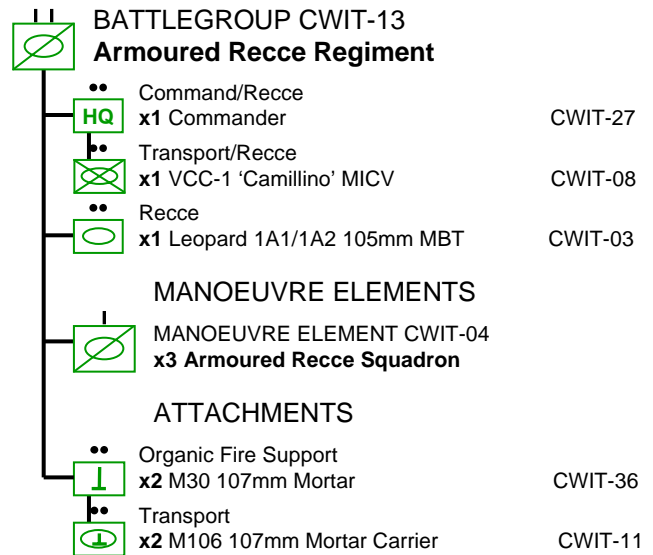 BATTLEGROUP CWIT-13
Armoured Recce Regiment
Command/Recce
HQ x1 Commander CWIT-27
Transport/Recce
x1 VCC-1 ‘Camillino’ MICV CWIT-08
Recce
x1 Leopard 1A1/1A2 105mm MBT CWIT-03
MANOEUVRE ELEMENTS
MANOEUVRE ELEMENT CWIT-04
x3 Armoured Recce Squadron
ATTACHMENTS
Organic Fire Support
x2 M30 107mm Mortar CWIT-36
Transport
x2 M106 107mm Mortar Carrier CWIT-11